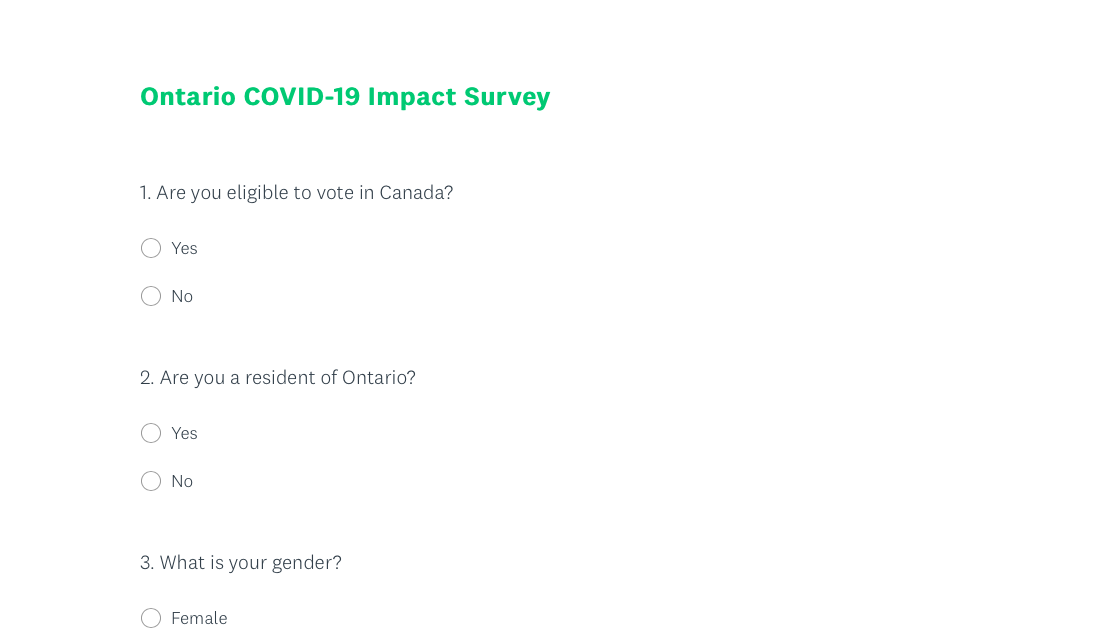 Ontario COVID-19 Impact Survey
1. Are you eligible to vote in Canada?
Yes
No
2. Are you a resident of Ontario?
Yes
No
3. What is your gender?
Female